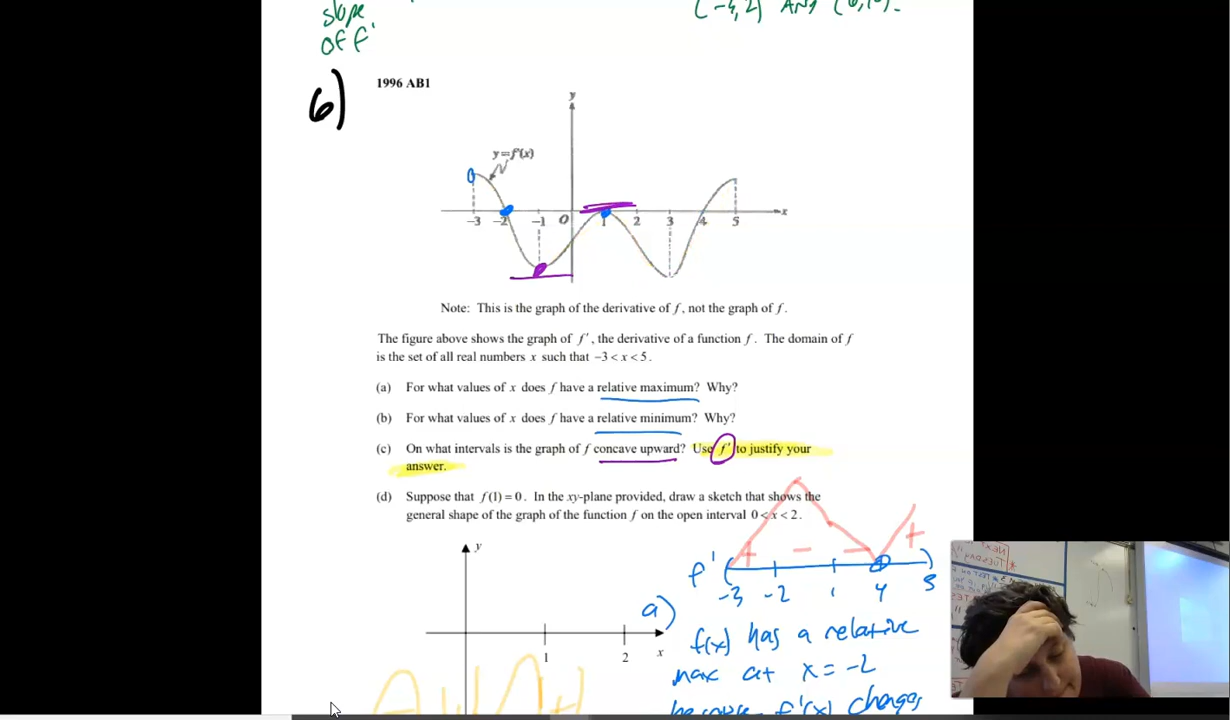 slope
of f'
(-3,2) AND
6)
1996 AB1
y
y=f'(x)
-3 -2 -1 O 1 2 3 4 5 x
Note: This is the graph of the derivative of f, not the graph of f.
The figure above shows the graph of f', the derivative of a function f. The domain of f
is the set of all real numbers x such that -3 < x < 5.
(a) For what values of x does f have a relative maximum? Why?
(b) For what values of x does f have a relative minimum? Why?
(c) On what intervals is the graph of f concave upward? Use f' to justify your
answer.
(d) Suppose that f(1) = 0. In the xy-plane provided, draw a sketch that shows the
general shape of the graph of the function f on the open interval 0 < x < 2.
y
+ − − +
f'
-3 -2 1 4 5
a)
1 2 x
f(x) has a relative
max at x = -2
because f'(x) changes